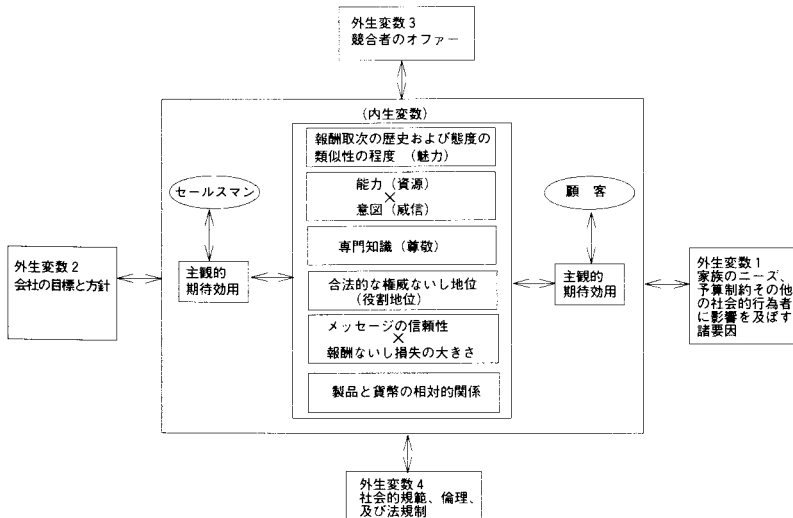 外生変数3
競合者のオファー
(内生変数)
報酬取次の歴史および態度の
類似性の程度 (魅力)
能力(資源)
×
意図(威信)
専門知識(尊敬)
合法的な権威ないし地位
(役割地位)
メッセージの信頼性
×
報酬ないし損失の大きさ
製品と貨幣の相対的関係
セールスマン
主観的
期待効用
顧 客
主観的
期待効用
外生変数2
会社の目標と方針
外生変数1
家族のニーズ、
予算制約その他
の社会的行為者
に影響を及ぼす
諸要因
外生変数4
社会的規範、倫理、
及び法規制